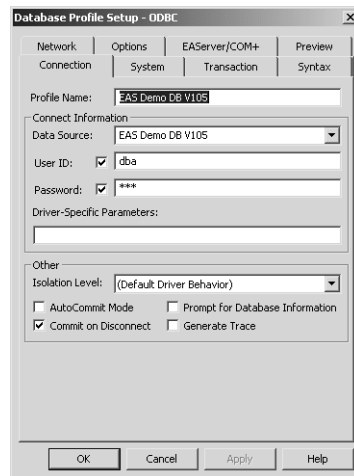 Database Profile Setup - ODBC
Network Options EAServer/COM+ Preview
Connection System Transaction Syntax
Profile Name: EAS Demo DB V105
Connect Information
Data Source: EAS Demo DB V105
User ID: dba
Password: ***
Driver-Specific Parameters:
Other
Isolation Level: (Default Driver Behavior)
AutoCommit Mode Prompt for Database Information
Commit on Disconnect Generate Trace
OK Cancel Apply Help